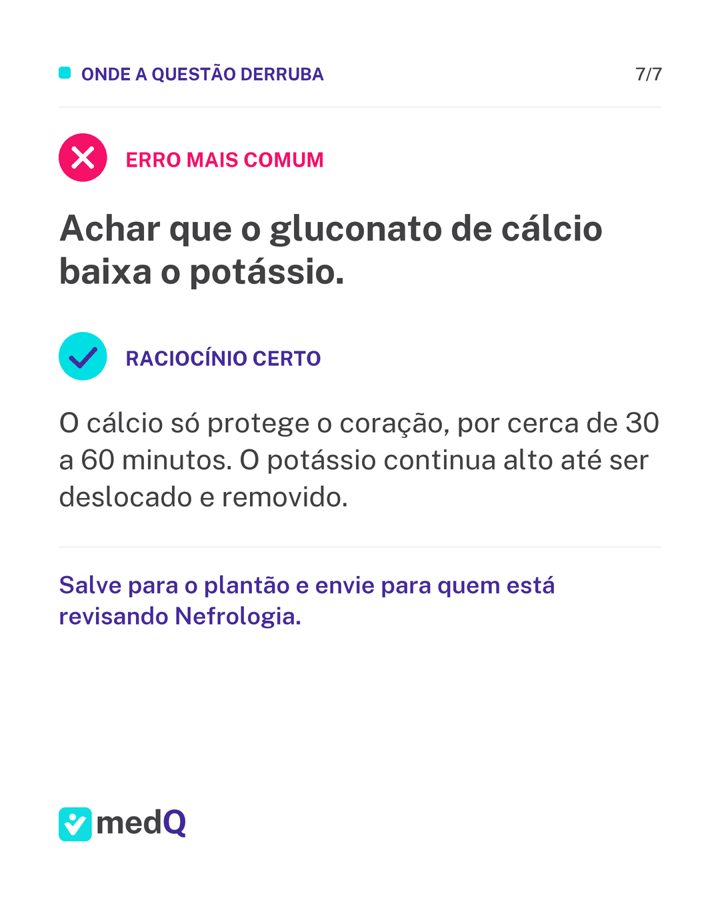 ONDE A QUESTÃO DERRUBA
7/7
ERRO MAIS COMUM
Achar que o gluconato de cálcio
baixa o potássio.
RACIOCÍNIO CERTO
O cálcio só protege o coração, por cerca de 30
a 60 minutos. O potássio continua alto até ser
deslocado e removido.
Salve para o plantão e envie para quem está
revisando Nefrologia.
medQ